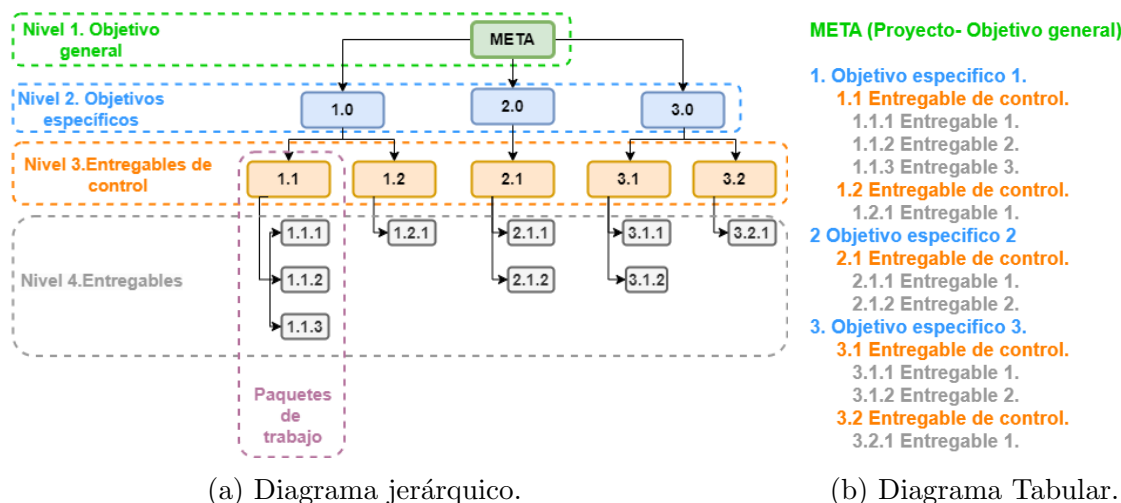 Nivel 1. Objetivo
general
META
Nivel 2. Objetivos
específicos
1.0
2.0
3.0
Nivel 3.Entregables de
control
1.1
1.2
2.1
3.1
3.2
Nivel 4.Entregables
1.1.1
1.2.1
2.1.1
3.1.1
3.2.1
1.1.2
2.1.2
3.1.2
1.1.3
Paquetes
de
trabajo
(a) Diagrama jerárquico.
META (Proyecto- Objetivo general)
1. Objetivo especifico 1.
1.1 Entregable de control.
1.1.1 Entregable 1.
1.1.2 Entregable 2.
1.1.3 Entregable 3.
1.2 Entregable de control.
1.2.1 Entregable 1.
2 Objetivo especifico 2
2.1 Entregable de control.
2.1.1 Entregable 1.
2.1.2 Entregable 2.
3. Objetivo especifico 3.
3.1 Entregable de control.
3.1.1 Entregable 1.
3.1.2 Entregable 2.
3.2 Entregable de control.
3.2.1 Entregable 1.
(b) Diagrama Tabular.